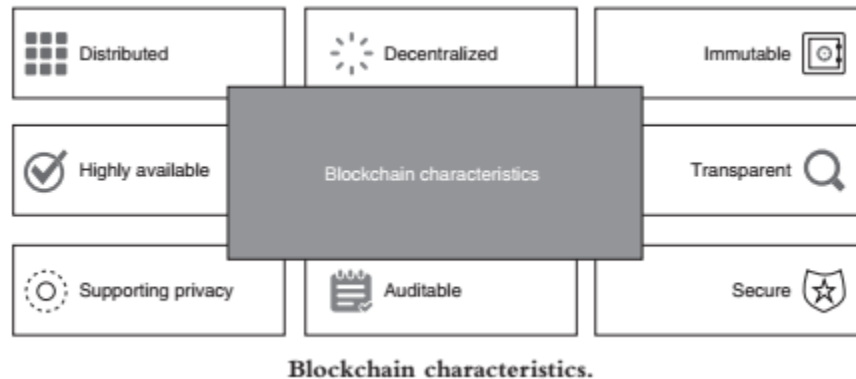 Distributed
Decentralized
Immutable
Highly available
Blockchain characteristics
Transparent
Supporting privacy
Auditable
Secure
Blockchain characteristics.